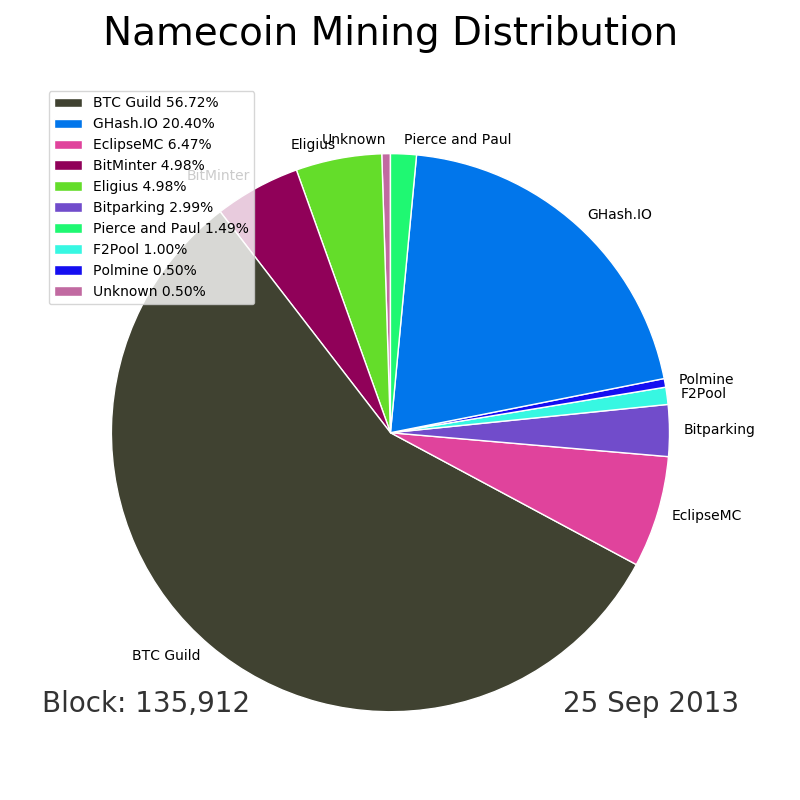 Namecoin Mining Distribution
BTC Guild 56.72%
GHash.IO 20.40%
EclipseMC 6.47%
BitMinter 4.98%
Eligius 4.98%
Bitparking 2.99%
Pierce and Paul 1.49%
F2Pool 1.00%
Polmine 0.50%
Unknown 0.50%
Unknown
Pierce and Paul
Eligius
BitMinter
GHash.IO
Polmine
F2Pool
Bitparking
EclipseMC
BTC Guild
Block: 135,912
25 Sep 2013